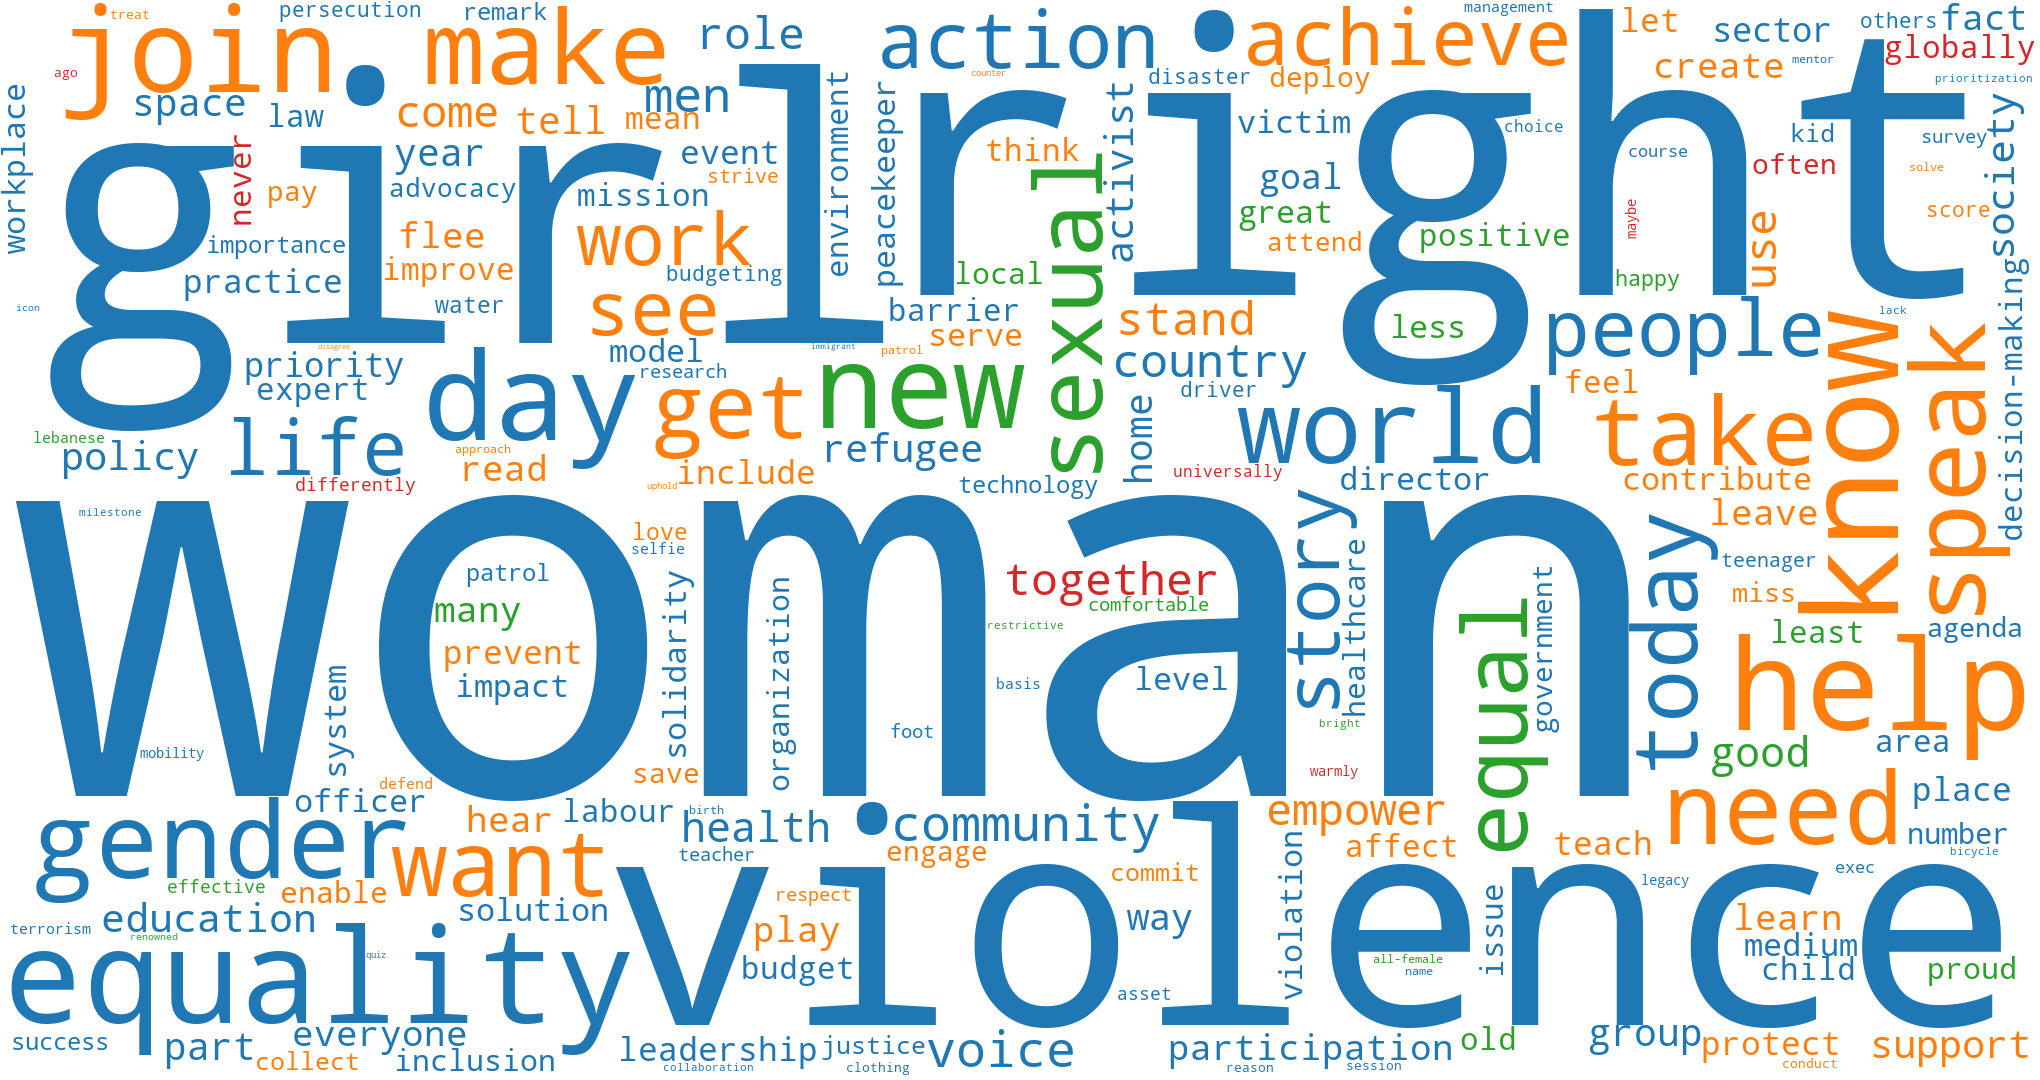 treat
persecution
remark
management
others
fact
join
make
role
action
achieve
let
sector
globally
ago
counter
mentor
prioritization
space
law
come
tell
men
mean
environment
peacekeeper
activist
disaster
deploy
create
workplace
never
year
event
think
victim
choice
course
kid
survey
society
girl
right
pay
advocacy
mission
strive
goal
often
solve
importance
flee
work
sexual
great
positive
maybe
score
practice
improve
budgeting
local
attend
happy
use
icon
water
see
barrier
serve
stand
less
people
lack
decision-making
disagree
immigrant
patrol
priority
expert
model
research
new
country
driver
feel
know
speak
lebanese
policy
life
day
get
refugee
home
world
take
approach
read
include
differently
uphold
technology
universally
director
contribute
leave
milestone
woman
love
selfie
story
healthcare
today
teenager
patrol
many
prevent
impact
solidarity
organization
together
comfortable
restrictive
government
miss
least
agenda
system
basis
level
equal
help
mobility
foot
bright
good
area
defend
save
warmly
need
place
gender
officer
want
hear
labour
birth
health
community
empower
affect
teach
number
teacher
engage
bicycle
effective
enable
respect
commit
violation
legacy
exec
education
solution
play
way
issue
learn
terrorism
renowned
violence
medium
equality
quiz
budget
all-female
name
child
proud
asset
success
part
everyone
collect
inclusion
leadership
justice
voice
participation
old
group
protect
support
collaboration
clothing
reason
session
conduct